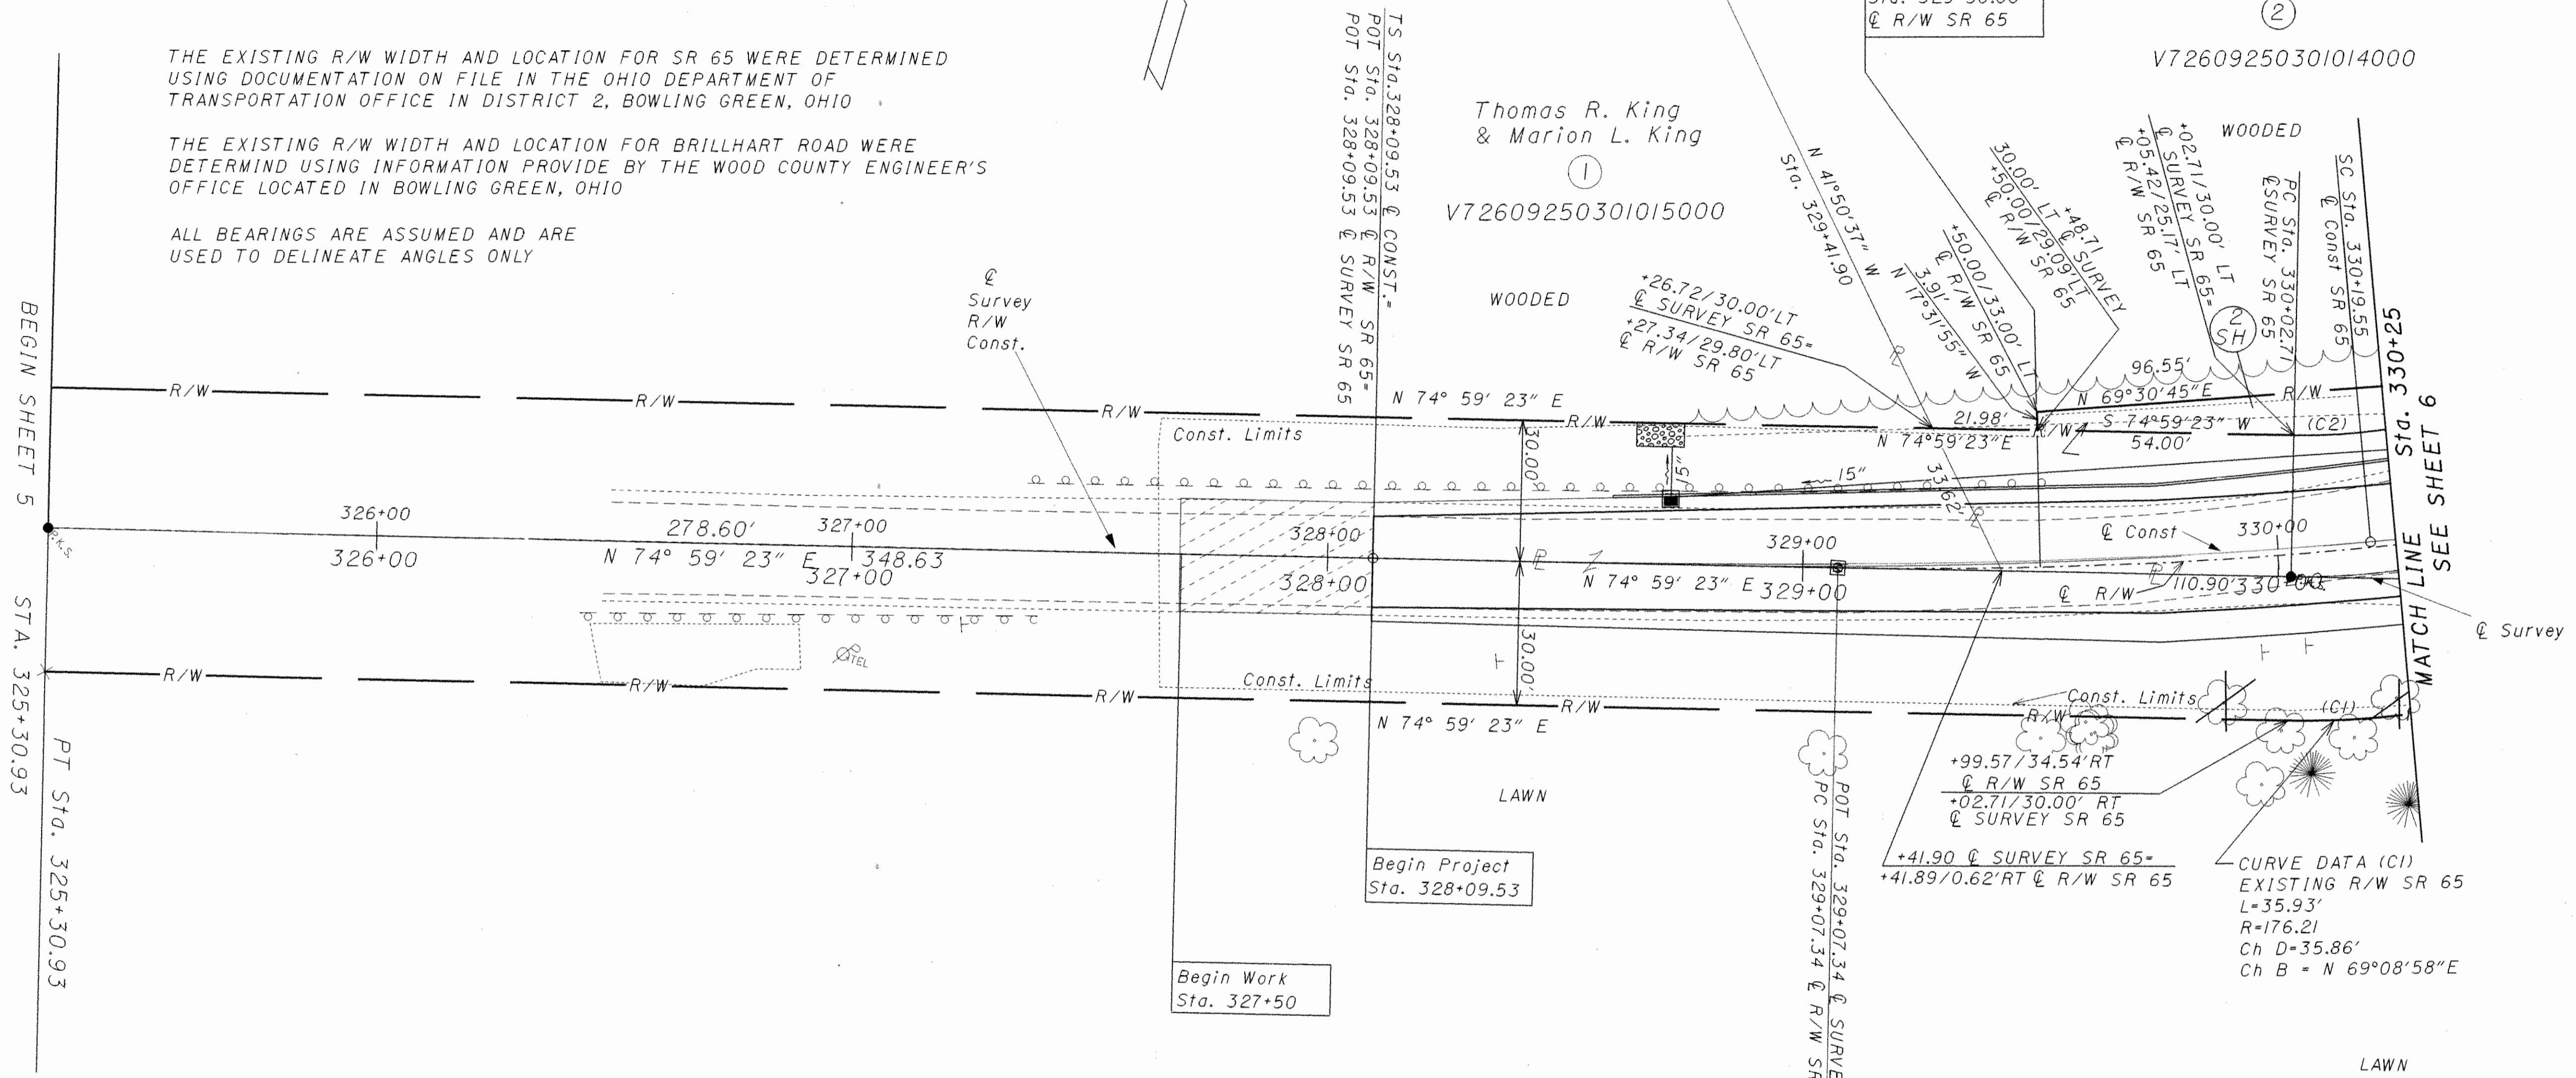 THE EXISTING R/W WIDTH AND LOCATION FOR SR 65 WERE DETERMINED
USING DOCUMENTATION ON FILE IN THE OHIO DEPARTMENT OF
TRANSPORTATION OFFICE IN DISTRICT 2, BOWLING GREEN, OHIO
THE EXISTING R/W WIDTH AND LOCATION FOR BRILLHART ROAD WERE
DETERMIND USING INFORMATION PROVIDE BY THE WOOD COUNTY ENGINEER'S
OFFICE LOCATED IN BOWLING GREEN, OHIO
ALL BEARINGS ARE ASSUMED AND ARE
USED TO DELINEATE ANGLES ONLY
BEGIN SHEET 5
STA. 325+30.93
PT Sta. 325+30.93
P.K.S.
℄
Survey
R/W
Const.
TS Sta.328+09.53 ℄ CONST.=
POT Sta. 328+09.53 ℄ R/W SR 65=
POT Sta. 328+09.53 ℄ SURVEY SR 65
Thomas R. King
& Marion L. King
1
V72609250301015000
WOODED
℄ R/W SR 65
2
V72609250301014000
WOODED
N 41°50'37" W
Sta. 329+41.90
+26.72/30.00'LT
℄ SURVEY SR 65=
+27.34/29.80'LT
℄ R/W SR 65
+48.71
30.00' LT ℄ SURVEY
+50.00/29.09'LT
℄ R/W SR 65
+50.00/33.00' LT
℄ R/W SR 65
3.91'
N 17°31'55" W
+02.71/30.00' LT
℄ SURVEY SR 65=
+05.42/25.17' LT
℄ R/W SR 65
2
SH
PC Sta. 330+02.71
℄SURVEY SR 65
SC Sta. 330+19.55
℄ Const SR 65
MATCH LINE Sta. 330+25
SEE SHEET 6
R/W
R/W
R/W
N 74° 59' 23" E
R/W
21.98'
N 74°59'23"E
R/W
96.55'
N 69°30'45"E
R/W
S 74°59'23" W
54.00'
(C2)
Const. Limits
30.00'
15"
15"
33.62'
326+00
326+00
278.60'
N 74° 59' 23" E
348.63
327+00
327+00
328+00
328+00
N 74° 59' 23" E
329+00
329+00
℄ Const
330+00
℄ R/W
110.90'
330+00
℄ Survey
30.00'
TEL
R/W
R/W
R/W
Const. Limits
N 74° 59' 23" E
R/W
Const. Limits
R/W
(C1)
LAWN
Begin Project
Sta. 328+09.53
Begin Work
Sta. 327+50
POT Sta. 329+07.34 ℄ SURVE
PC Sta. 329+07.34 ℄ R/W SR
+99.57/34.54'RT
℄ R/W SR 65
+02.71/30.00' RT
℄ SURVEY SR 65
+41.90 ℄ SURVEY SR 65=
+41.89/0.62'RT ℄ R/W SR 65
CURVE DATA (C1)
EXISTING R/W SR 65
L=35.93'
R=176.21
Ch D=35.86'
Ch B = N 69°08'58"E
LAWN